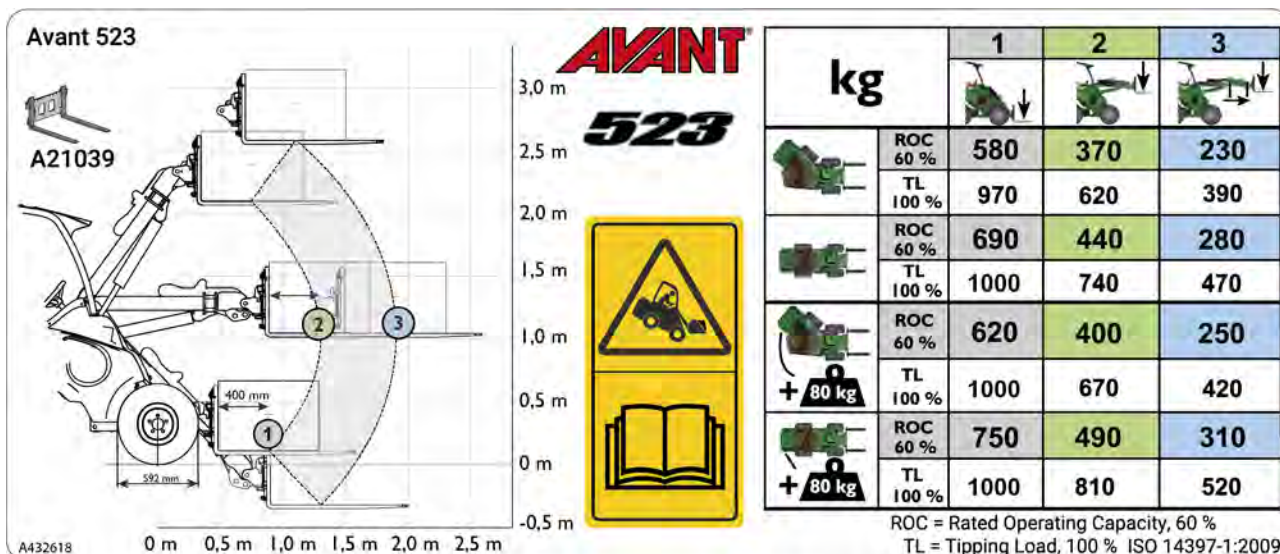 Avant 523
A21039
3,0 m
2,5 m
2,0 m
1,5 m
1,0 m
0,5 m
0 m
-0,5 m
2
3
400 mm
1
592 mm
A432618
0 m 0,5 m 1,0 m 1,5 m 2,0 m 2,5 m
AVANT®
523
kg 1 2 3
ROC 60 % 580 370 230
TL 100 % 970 620 390
ROC 60 % 690 440 280
TL 100 % 1000 740 470
ROC 60 % 620 400 250
+ 80 kg TL 100 % 1000 670 420
ROC 60 % 750 490 310
+ 80 kg TL 100 % 1000 810 520
ROC = Rated Operating Capacity, 60 %
TL = Tipping Load, 100 % ISO 14397-1:2009